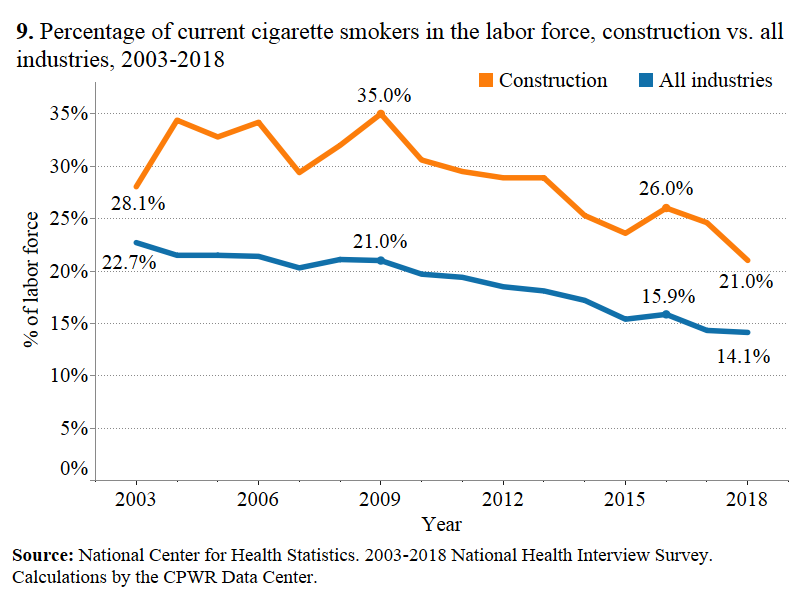 9. Percentage of current cigarette smokers in the labor force, construction vs. all
industries, 2003-2018
Construction
All industries
% of labor force
35%
30%
25%
20%
15%
10%
5%
0%
35.0%
28.1%
26.0%
21.0%
22.7%
21.0%
15.9%
14.1%
2003
2006
2009
2012
2015
2018
Year
Source: National Center for Health Statistics. 2003-2018 National Health Interview Survey.
Calculations by the CPWR Data Center.